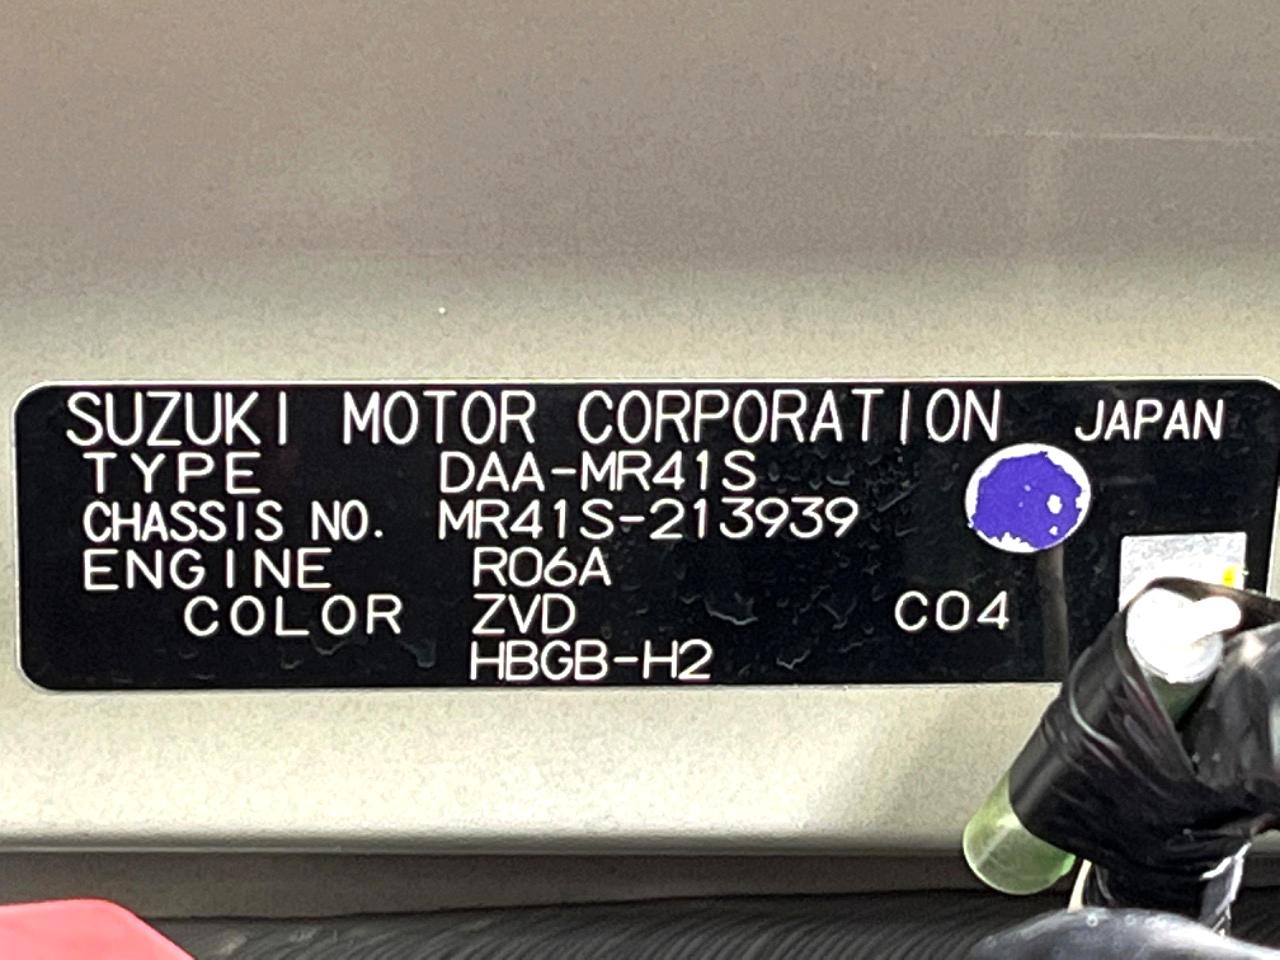 SUZUKI MOTOR CORPORATION JAPAN
TYPE DAA-MR41S
CHASSIS NO. MR41S-213939
ENGINE R06A
COLOR ZVD C04
HBGB-H2